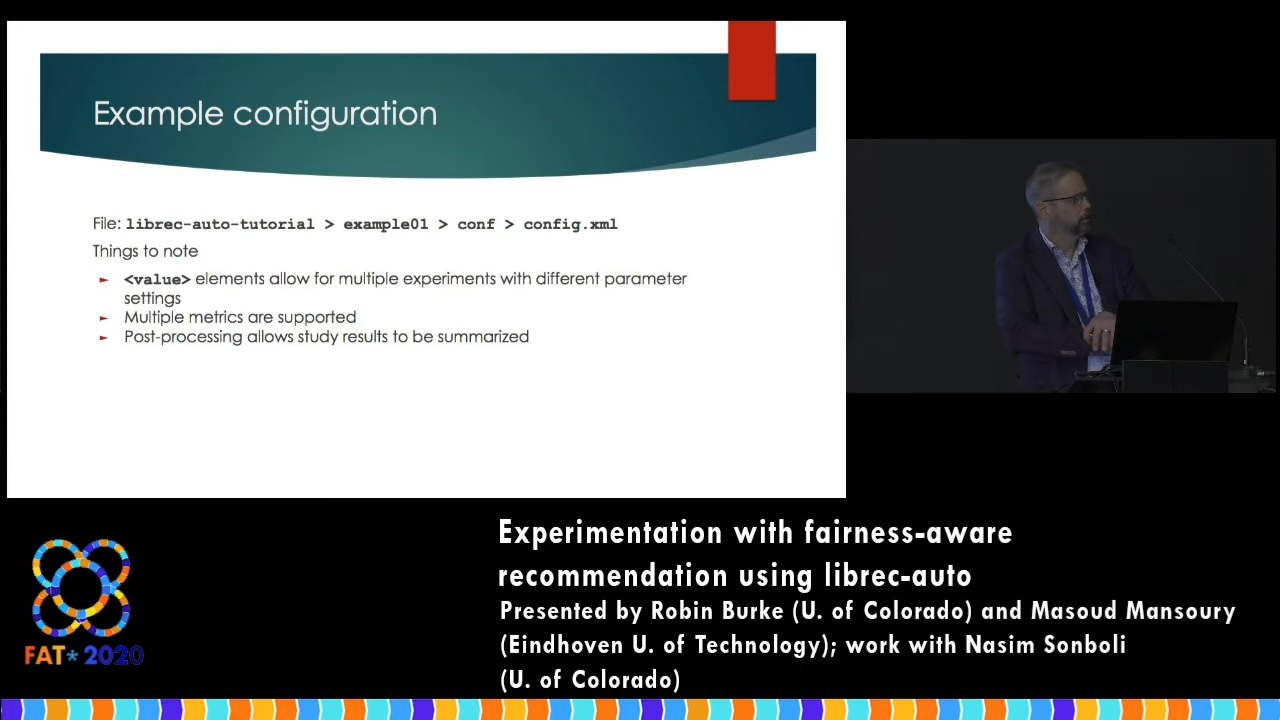 Example configuration
File: librec-auto-tutorial > example01 > conf > config.xml
Things to note
<value> elements allow for multiple experiments with different parameter
settings
Multiple metrics are supported
Post-processing allows study results to be summarized
Experimentation with fairness-aware
recommendation using librec-auto
Presented by Robin Burke (U. of Colorado) and Masoud Mansoury
(Eindhoven U. of Technology); work with Nasim Sonboli
(U. of Colorado)
FAT* 2020